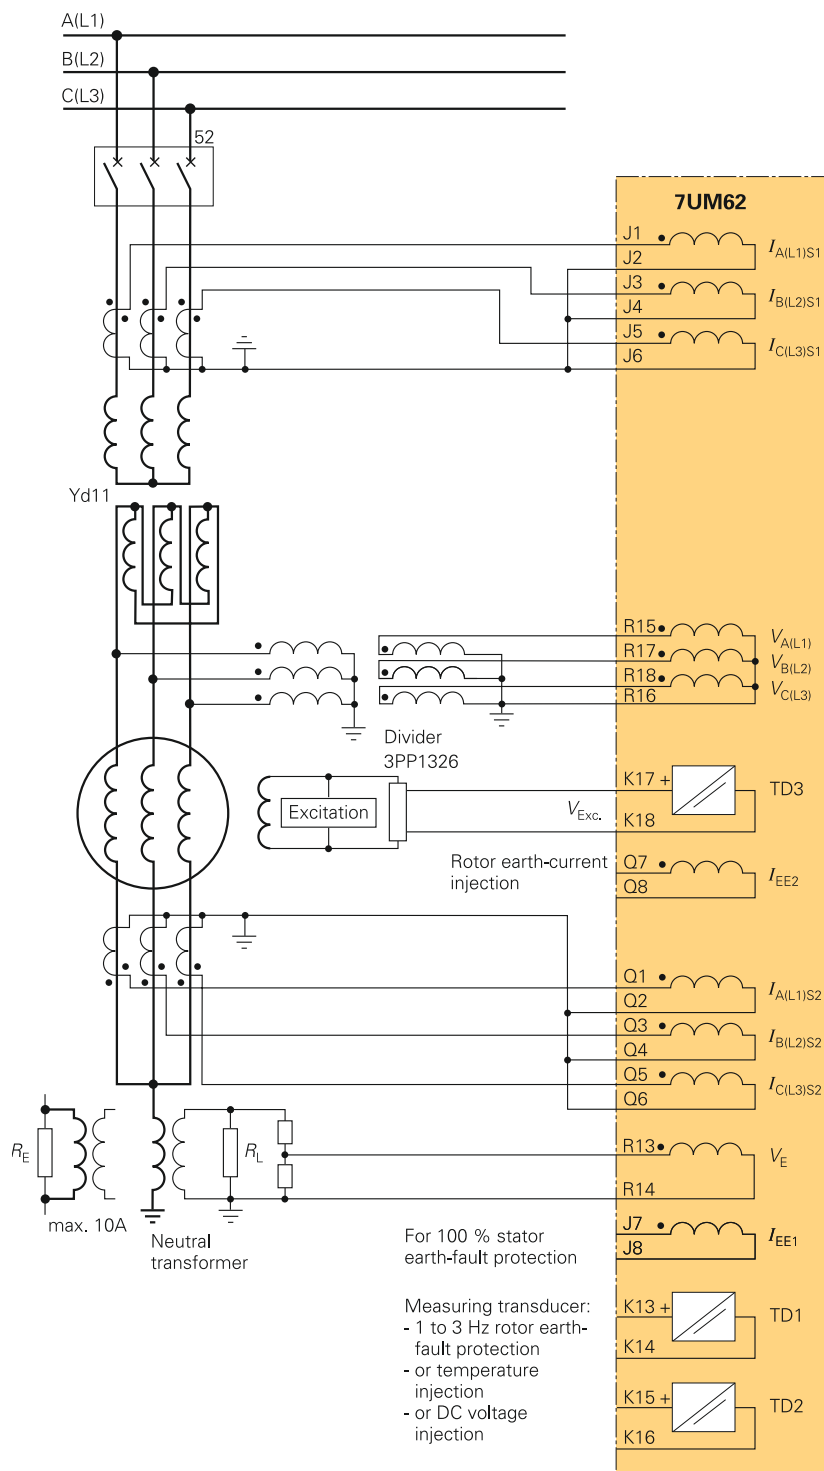 A(L1)
B(L2)
C(L3)
52
7UM62
J1
J2
I A(L1)S1
J3
J4
I B(L2)S1
J5
J6
I C(L3)S1
Yd11
R15
V A(L1)
R17
V B(L2)
R18
V C(L3)
R16
Divider
3PP1326
Excitation
V Exc.
K17 +
TD3
K18
Rotor earth-current
injection
Q7
Q8
I EE2
Q1
Q2
I A(L1)S2
Q3
Q4
I B(L2)S2
Q5
Q6
I C(L3)S2
R E
R L
R13
V E
R14
max. 10A
Neutral
transformer
For 100 % stator
earth-fault protection
J7
J8
I EE1
Measuring transducer:
- 1 to 3 Hz rotor earth-
fault protection
- or temperature
injection
- or DC voltage
injection
K13 +
TD1
K14
K15 +
TD2
K16